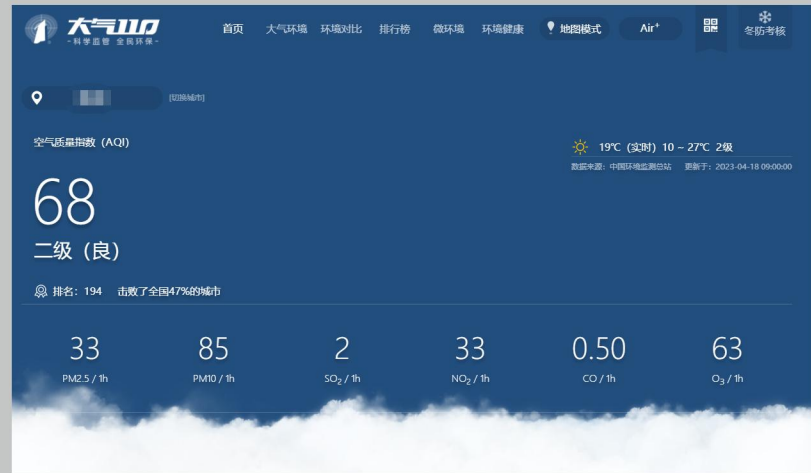 大气110
-科学监管 全民环保-
首页 大气环境 环境对比 排行榜 微环境 环境健康 地图模式 Air⁺ 冬防考核
[切换城市]
空气质量指数 (AQI)
19℃ (实时) 10 ~ 27℃ 2级
数据来源: 中国环境监测总站 更新于: 2023-04-18 09:00:00
68
二级 (良)
排名: 194 击败了全国47%的城市
33 85 2 33 0.50 63
PM2.5 / 1h PM10 / 1h SO₂ / 1h NO₂ / 1h CO / 1h O₃ / 1h